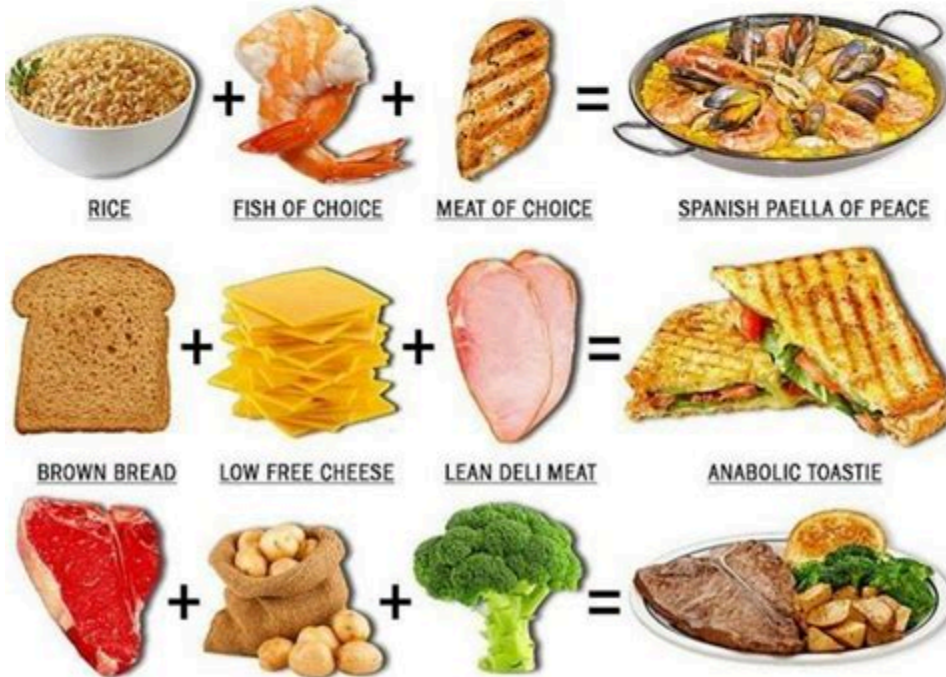 + + =
RICE FISH OF CHOICE MEAT OF CHOICE SPANISH PAELLA OF PEACE
+ + =
BROWN BREAD LOW FREE CHEESE LEAN DELI MEAT ANABOLIC TOASTIE
+ + =